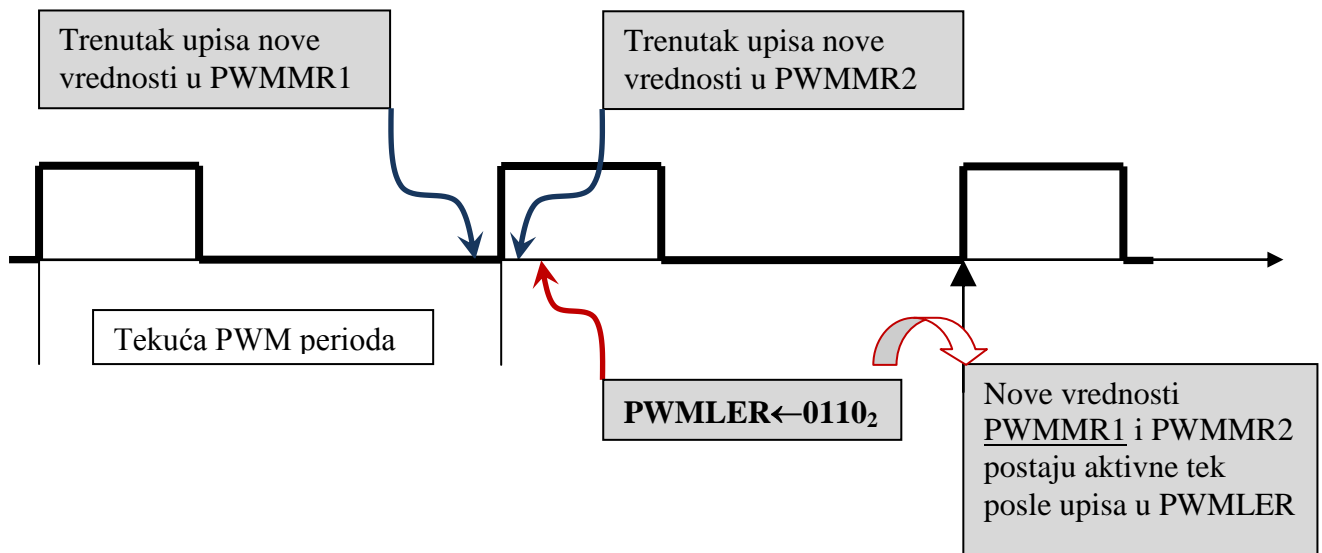 Trenutak upisa nove
vrednosti u PWMMR1
Trenutak upisa nove
vrednosti u PWMMR2
Tekuća PWM perioda
PWMLER←0110₂
Nove vrednosti
PWMMR1 i PWMMR2
postaju aktivne tek
posle upisa u PWMLER